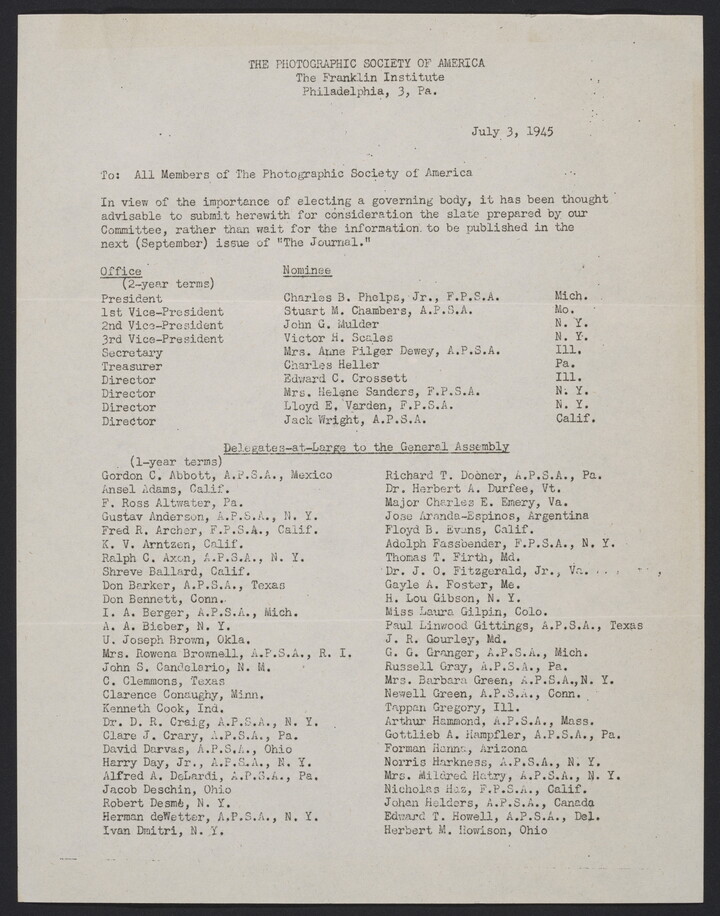 THE PHOTOGRAPHIC SOCIETY OF AMERICA
The Franklin Institute
Philadelphia, 3, Pa.
July 3, 1945
To: All Members of The Photographic Society of America
In view of the importance of electing a governing body, it has been thought
advisable to submit herewith for consideration the slate prepared by our
Committee, rather than wait for the information to be published in the
next (September) issue of "The Journal."
Office Nominee
(2-year terms)
President Charles B. Phelps, Jr., F.P.S.A. Mich.
1st Vice-President Stuart M. Chambers, A.P.S.A. Mo.
2nd Vice-President John G. Mulder N. Y.
3rd Vice-President Victor H. Scales N. Y.
Secretary Mrs. Anne Pilger Dewey, A.P.S.A. Ill.
Treasurer Charles Heller Pa.
Director Edward C. Crossett Ill.
Director Mrs. Helene Sanders, F.P.S.A. N. Y.
Director Lloyd E. Varden, F.P.S.A. N. Y.
Director Jack Wright, A.P.S.A. Calif.
Delegates-at-Large to the General Assembly
(1-year terms)
Gordon C. Abbott, A.P.S.A., Mexico
Ansel Adams, Calif.
F. Ross Altwater, Pa.
Gustav Anderson, A.P.S.A., N. Y.
Fred R. Archer, F.P.S.A., Calif.
K. V. Arntzen, Calif.
Ralph C. Axon, A.P.S.A., N. Y.
Shreve Ballard, Calif.
Don Barker, A.P.S.A., Texas
Don Bennett, Conn.
I. A. Berger, A.P.S.A., Mich.
A. A. Bieber, N. Y.
U. Joseph Brown, Okla.
Mrs. Rowena Brownell, A.P.S.A., R. I.
John S. Candelario, N. M.
C. Clemmons, Texas
Clarence Conaughy, Minn.
Kenneth Cook, Ind.
Dr. D. R. Craig, A.P.S.A., N. Y.
Clare J. Crary, A.P.S.A., Pa.
David Darvas, A.P.S.A., Ohio
Harry Day, Jr., A.P.S.A., N. Y.
Alfred A. DeLardi, A.P.S.A., Pa.
Jacob Deschin, Ohio
Robert Desmé, N. Y.
Herman deWetter, A.P.S.A., N. Y.
Ivan Dmitri, N. Y.
Richard T. Dooner, A.P.S.A., Pa.
Dr. Herbert A. Durfee, Vt.
Major Charles E. Emery, Va.
Jose Aranda-Espinos, Argentina
Floyd B. Evans, Calif.
Adolph Fassbender, F.P.S.A., N. Y.
Thomas T. Firth, Md.
Dr. J. O. Fitzgerald, Jr., Va.
Gayle A. Foster, Me.
H. Lou Gibson, N. Y.
Miss Laura Gilpin, Colo.
Paul Linwood Gittings, A.P.S.A., Texas
J. R. Gourley, Md.
G. G. Granger, A.P.S.A., Mich.
Russell Gray, A.P.S.A., Pa.
Mrs. Barbara Green, A.P.S.A., N. Y.
Newell Green, A.P.S.A., Conn.
Tappan Gregory, Ill.
Arthur Hammond, A.P.S.A., Mass.
Gottlieb A. Hampfler, A.P.S.A., Pa.
Forman Hanna, Arizona
Norris Harkness, A.P.S.A., N. Y.
Mrs. Mildred Hatry, A.P.S.A., N. Y.
Nicholas Haz, F.P.S.A., Calif.
Johan Helders, A.P.S.A., Canada
Edward T. Howell, A.P.S.A., Del.
Herbert M. Howison, Ohio